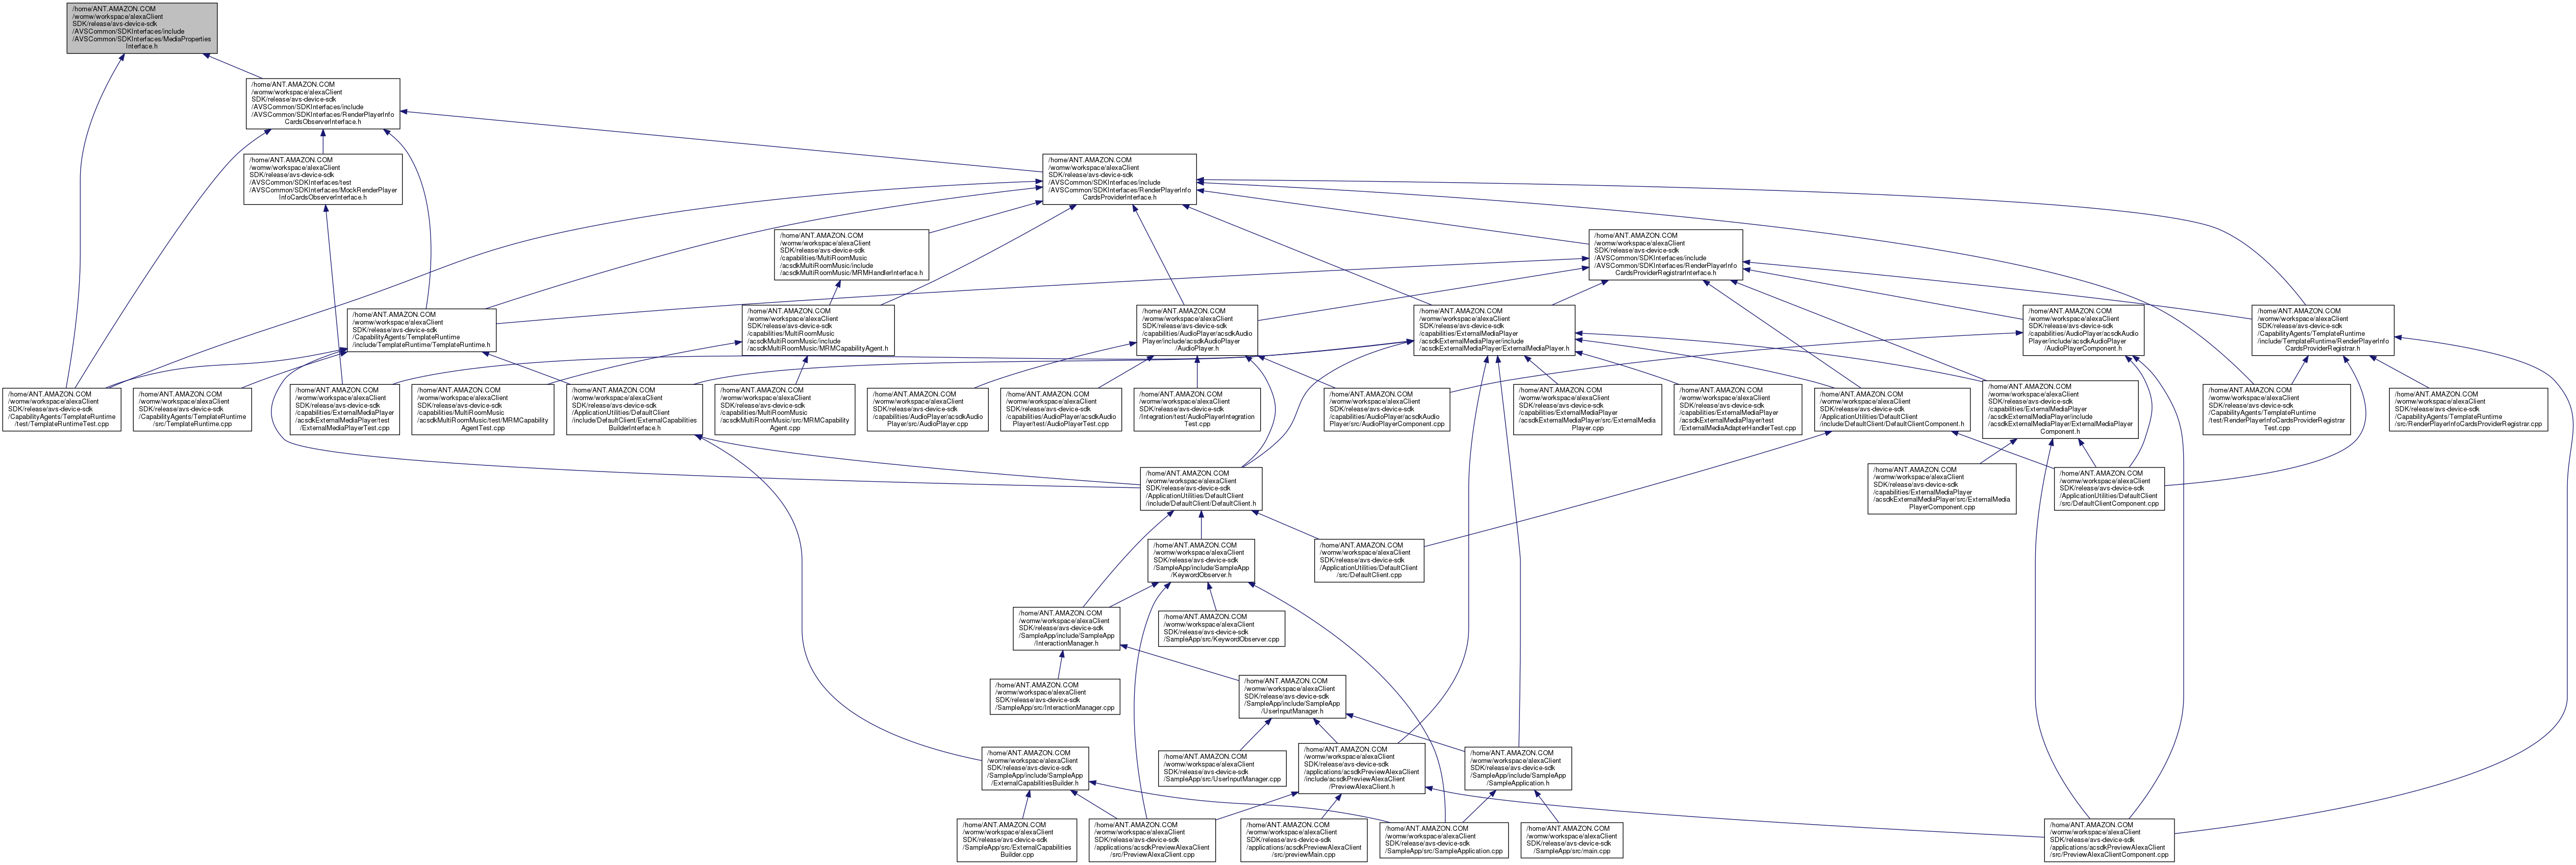 /home/ANT.AMAZON.COM
/womw/workspace/alexaClient
SDK/release/avs-device-sdk
/AVSCommon/SDKInterfaces/include
/AVSCommon/SDKInterfaces/MediaProperties
Interface.h
/home/ANT.AMAZON.COM
/womw/workspace/alexaClient
SDK/release/avs-device-sdk
/AVSCommon/SDKInterfaces/include
/AVSCommon/SDKInterfaces/RenderPlayerInfo
CardsObserverInterface.h
/home/ANT.AMAZON.COM
/womw/workspace/alexaClient
SDK/release/avs-device-sdk
/AVSCommon/SDKInterfaces/test
/AVSCommon/SDKInterfaces/MockRenderPlayer
InfoCardsObserverInterface.h
/home/ANT.AMAZON.COM
/womw/workspace/alexaClient
SDK/release/avs-device-sdk
/AVSCommon/SDKInterfaces/include
/AVSCommon/SDKInterfaces/RenderPlayerInfo
CardsProviderInterface.h
/home/ANT.AMAZON.COM
/womw/workspace/alexaClient
SDK/release/avs-device-sdk
/capabilities/MultiRoomMusic
/acsdkMultiRoomMusic/include
/acsdkMultiRoomMusic/MRMHandlerInterface.h
/home/ANT.AMAZON.COM
/womw/workspace/alexaClient
SDK/release/avs-device-sdk
/AVSCommon/SDKInterfaces/include
/AVSCommon/SDKInterfaces/RenderPlayerInfo
CardsProviderRegistrarInterface.h
/home/ANT.AMAZON.COM
/womw/workspace/alexaClient
SDK/release/avs-device-sdk
/CapabilityAgents/TemplateRuntime
/include/TemplateRuntime/TemplateRuntime.h
/home/ANT.AMAZON.COM
/womw/workspace/alexaClient
SDK/release/avs-device-sdk
/capabilities/MultiRoomMusic
/acsdkMultiRoomMusic/include
/acsdkMultiRoomMusic/MRMCapabilityAgent.h
/home/ANT.AMAZON.COM
/womw/workspace/alexaClient
SDK/release/avs-device-sdk
/capabilities/AudioPlayer/acsdkAudio
Player/include/acsdkAudioPlayer
/AudioPlayer.h
/home/ANT.AMAZON.COM
/womw/workspace/alexaClient
SDK/release/avs-device-sdk
/capabilities/ExternalMediaPlayer
/acsdkExternalMediaPlayer/include
/acsdkExternalMediaPlayer/ExternalMediaPlayer.h
/home/ANT.AMAZON.COM
/womw/workspace/alexaClient
SDK/release/avs-device-sdk
/capabilities/AudioPlayer/acsdkAudio
Player/include/acsdkAudioPlayer
/AudioPlayerComponent.h
/home/ANT.AMAZON.COM
/womw/workspace/alexaClient
SDK/release/avs-device-sdk
/CapabilityAgents/TemplateRuntime
/include/TemplateRuntime/RenderPlayerInfo
CardsProviderRegistrar.h
/home/ANT.AMAZON.COM
/womw/workspace/alexaClient
SDK/release/avs-device-sdk
/CapabilityAgents/TemplateRuntime
/test/TemplateRuntimeTest.cpp
/home/ANT.AMAZON.COM
/womw/workspace/alexaClient
SDK/release/avs-device-sdk
/CapabilityAgents/TemplateRuntime
/src/TemplateRuntime.cpp
/home/ANT.AMAZON.COM
/womw/workspace/alexaClient
SDK/release/avs-device-sdk
/capabilities/ExternalMediaPlayer
/acsdkExternalMediaPlayer/test
/ExternalMediaPlayerTest.cpp
/home/ANT.AMAZON.COM
/womw/workspace/alexaClient
SDK/release/avs-device-sdk
/capabilities/MultiRoomMusic
/acsdkMultiRoomMusic/test/MRMCapability
AgentTest.cpp
/home/ANT.AMAZON.COM
/womw/workspace/alexaClient
SDK/release/avs-device-sdk
/ApplicationUtilities/DefaultClient
/include/DefaultClient/ExternalCapabilities
BuilderInterface.h
/home/ANT.AMAZON.COM
/womw/workspace/alexaClient
SDK/release/avs-device-sdk
/capabilities/MultiRoomMusic
/acsdkMultiRoomMusic/src/MRMCapability
Agent.cpp
/home/ANT.AMAZON.COM
/womw/workspace/alexaClient
SDK/release/avs-device-sdk
/capabilities/AudioPlayer/acsdkAudio
Player/src/AudioPlayer.cpp
/home/ANT.AMAZON.COM
/womw/workspace/alexaClient
SDK/release/avs-device-sdk
/capabilities/AudioPlayer/acsdkAudio
Player/test/AudioPlayerTest.cpp
/home/ANT.AMAZON.COM
/womw/workspace/alexaClient
SDK/release/avs-device-sdk
/Integration/test/AudioPlayerIntegration
Test.cpp
/home/ANT.AMAZON.COM
/womw/workspace/alexaClient
SDK/release/avs-device-sdk
/capabilities/AudioPlayer/acsdkAudio
Player/src/AudioPlayerComponent.cpp
/home/ANT.AMAZON.COM
/womw/workspace/alexaClient
SDK/release/avs-device-sdk
/capabilities/ExternalMediaPlayer
/acsdkExternalMediaPlayer/src/ExternalMedia
Player.cpp
/home/ANT.AMAZON.COM
/womw/workspace/alexaClient
SDK/release/avs-device-sdk
/capabilities/ExternalMediaPlayer
/acsdkExternalMediaPlayer/test
/ExternalMediaAdapterHandlerTest.cpp
/home/ANT.AMAZON.COM
/womw/workspace/alexaClient
SDK/release/avs-device-sdk
/ApplicationUtilities/DefaultClient
/include/DefaultClient/DefaultClientComponent.h
/home/ANT.AMAZON.COM
/womw/workspace/alexaClient
SDK/release/avs-device-sdk
/capabilities/ExternalMediaPlayer
/acsdkExternalMediaPlayer/include
/acsdkExternalMediaPlayer/ExternalMediaPlayer
Component.h
/home/ANT.AMAZON.COM
/womw/workspace/alexaClient
SDK/release/avs-device-sdk
/CapabilityAgents/TemplateRuntime
/test/RenderPlayerInfoCardsProviderRegistrar
Test.cpp
/home/ANT.AMAZON.COM
/womw/workspace/alexaClient
SDK/release/avs-device-sdk
/CapabilityAgents/TemplateRuntime
/src/RenderPlayerInfoCardsProviderRegistrar.cpp
/home/ANT.AMAZON.COM
/womw/workspace/alexaClient
SDK/release/avs-device-sdk
/ApplicationUtilities/DefaultClient
/include/DefaultClient/DefaultClient.h
/home/ANT.AMAZON.COM
/womw/workspace/alexaClient
SDK/release/avs-device-sdk
/capabilities/ExternalMediaPlayer
/acsdkExternalMediaPlayer/src/ExternalMedia
PlayerComponent.cpp
/home/ANT.AMAZON.COM
/womw/workspace/alexaClient
SDK/release/avs-device-sdk
/ApplicationUtilities/DefaultClient
/src/DefaultClientComponent.cpp
/home/ANT.AMAZON.COM
/womw/workspace/alexaClient
SDK/release/avs-device-sdk
/SampleApp/include/SampleApp
/KeywordObserver.h
/home/ANT.AMAZON.COM
/womw/workspace/alexaClient
SDK/release/avs-device-sdk
/ApplicationUtilities/DefaultClient
/src/DefaultClient.cpp
/home/ANT.AMAZON.COM
/womw/workspace/alexaClient
SDK/release/avs-device-sdk
/SampleApp/include/SampleApp
/InteractionManager.h
/home/ANT.AMAZON.COM
/womw/workspace/alexaClient
SDK/release/avs-device-sdk
/SampleApp/src/KeywordObserver.cpp
/home/ANT.AMAZON.COM
/womw/workspace/alexaClient
SDK/release/avs-device-sdk
/SampleApp/src/InteractionManager.cpp
/home/ANT.AMAZON.COM
/womw/workspace/alexaClient
SDK/release/avs-device-sdk
/SampleApp/include/SampleApp
/UserInputManager.h
/home/ANT.AMAZON.COM
/womw/workspace/alexaClient
SDK/release/avs-device-sdk
/SampleApp/include/SampleApp
/ExternalCapabilitiesBuilder.h
/home/ANT.AMAZON.COM
/womw/workspace/alexaClient
SDK/release/avs-device-sdk
/SampleApp/src/UserInputManager.cpp
/home/ANT.AMAZON.COM
/womw/workspace/alexaClient
SDK/release/avs-device-sdk
/applications/acsdkPreviewAlexaClient
/include/acsdkPreviewAlexaClient
/PreviewAlexaClient.h
/home/ANT.AMAZON.COM
/womw/workspace/alexaClient
SDK/release/avs-device-sdk
/SampleApp/include/SampleApp
/SampleApplication.h
/home/ANT.AMAZON.COM
/womw/workspace/alexaClient
SDK/release/avs-device-sdk
/SampleApp/src/ExternalCapabilities
Builder.cpp
/home/ANT.AMAZON.COM
/womw/workspace/alexaClient
SDK/release/avs-device-sdk
/applications/acsdkPreviewAlexaClient
/src/PreviewAlexaClient.cpp
/home/ANT.AMAZON.COM
/womw/workspace/alexaClient
SDK/release/avs-device-sdk
/applications/acsdkPreviewAlexaClient
/src/previewMain.cpp
/home/ANT.AMAZON.COM
/womw/workspace/alexaClient
SDK/release/avs-device-sdk
/SampleApp/src/SampleApplication.cpp
/home/ANT.AMAZON.COM
/womw/workspace/alexaClient
SDK/release/avs-device-sdk
/SampleApp/src/main.cpp
/home/ANT.AMAZON.COM
/womw/workspace/alexaClient
SDK/release/avs-device-sdk
/applications/acsdkPreviewAlexaClient
/src/PreviewAlexaClientComponent.cpp